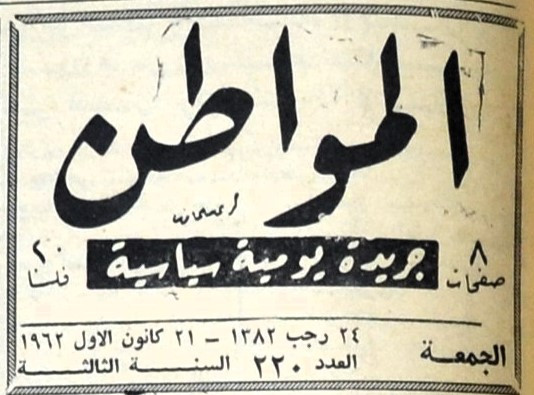 المواطن
٨ صفحات
جريدة يومية سياسية
٢٠ فلسا
الجمعة
٢٤ رجب ١٣٨٢ – ٢١ كانون الاول ١٩٦٢
العدد ٢٢٠ السنة الثالثة